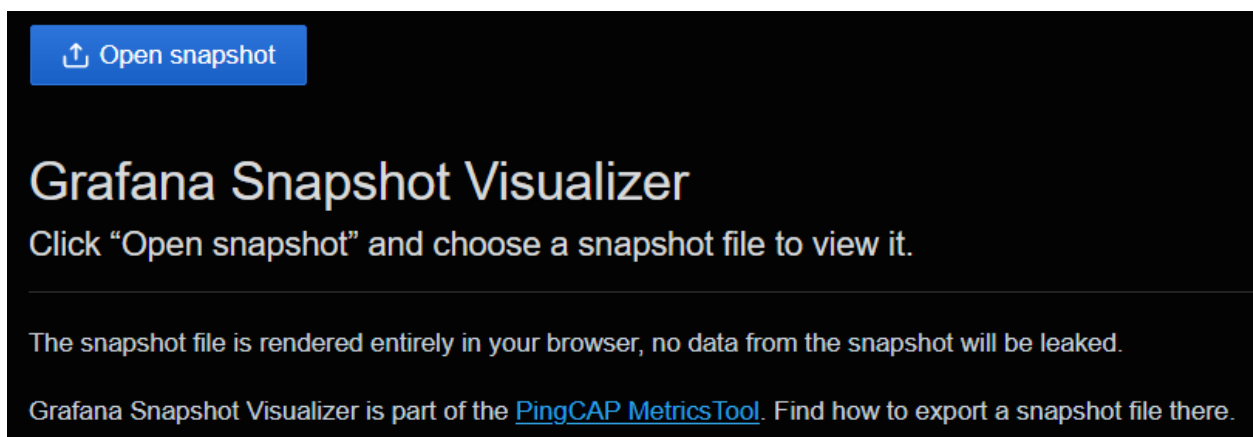 Open snapshot
Grafana Snapshot Visualizer
Click “Open snapshot” and choose a snapshot file to view it.
The snapshot file is rendered entirely in your browser, no data from the snapshot will be leaked.
Grafana Snapshot Visualizer is part of the PingCAP MetricsTool. Find how to export a snapshot file there.